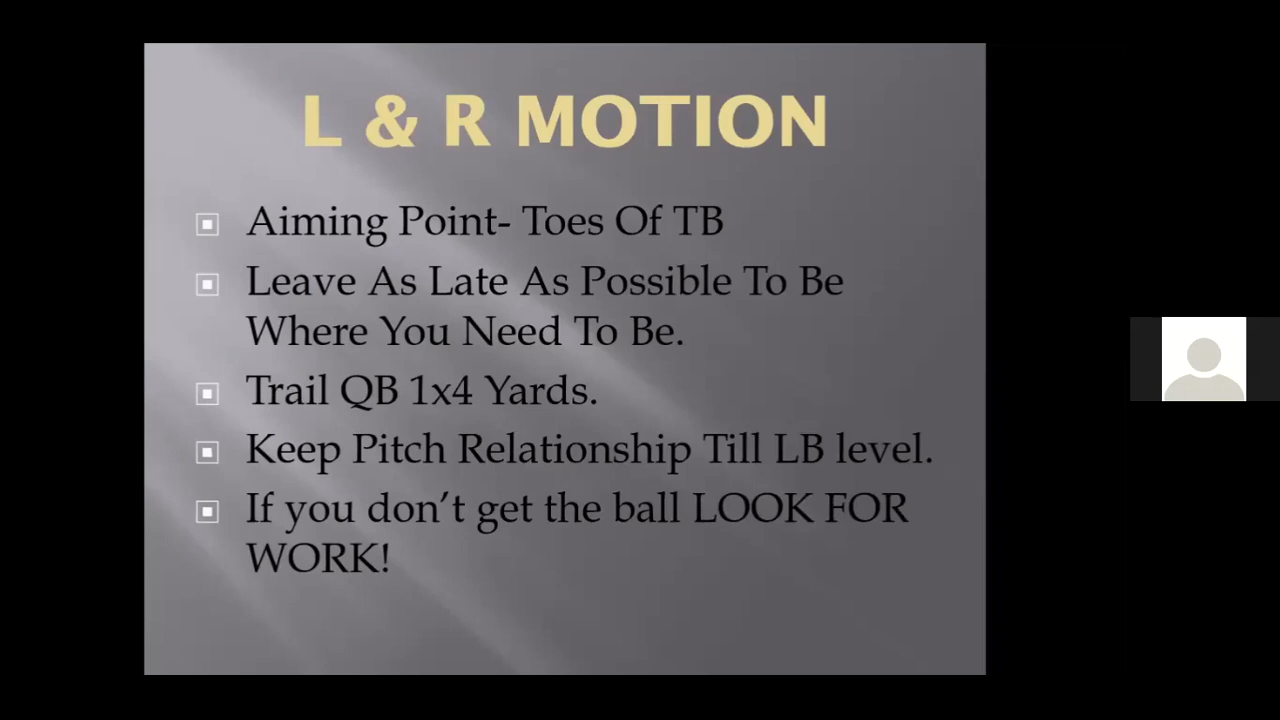 L & R MOTION
Aiming Point- Toes Of TB
Leave As Late As Possible To Be
Where You Need To Be.
Trail QB 1x4 Yards.
Keep Pitch Relationship Till LB level.
If you don’t get the ball LOOK FOR
WORK!